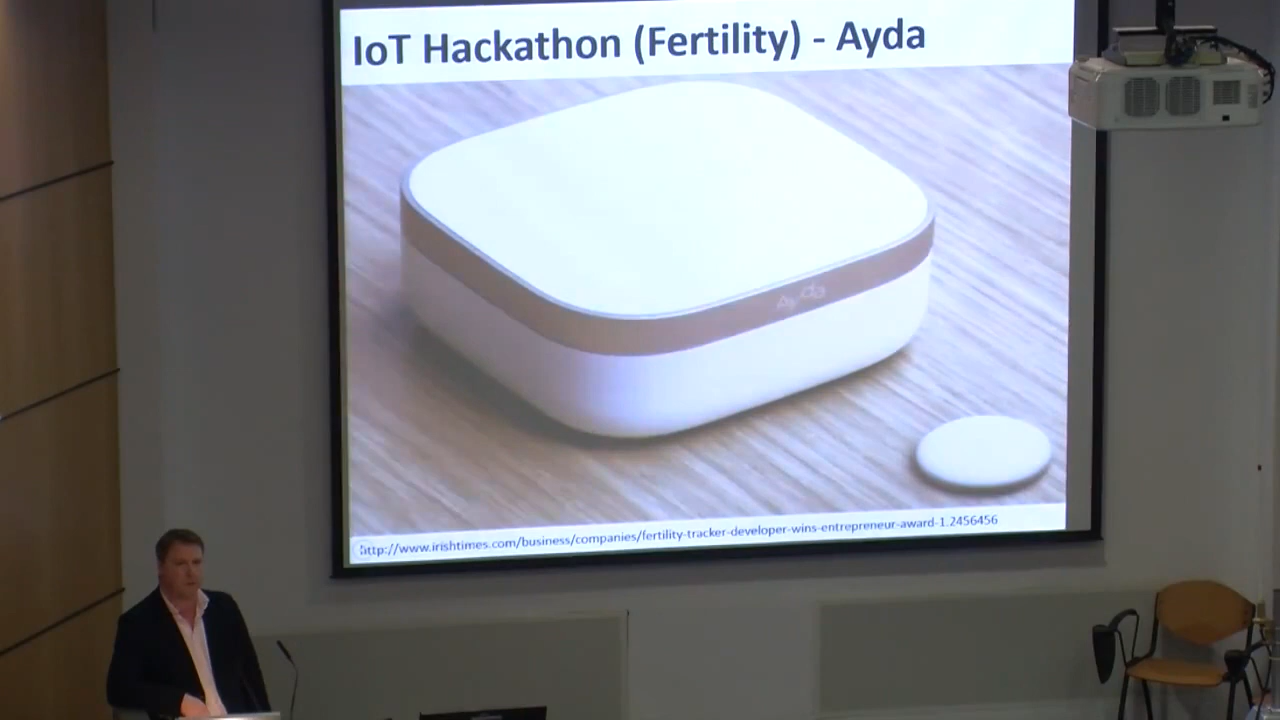 IoT Hackathon (Fertility) - Ayda
Ayda
http://www.irishtimes.com/business/companies/fertility-tracker-developer-wins-entrepreneur-award-1.2456456